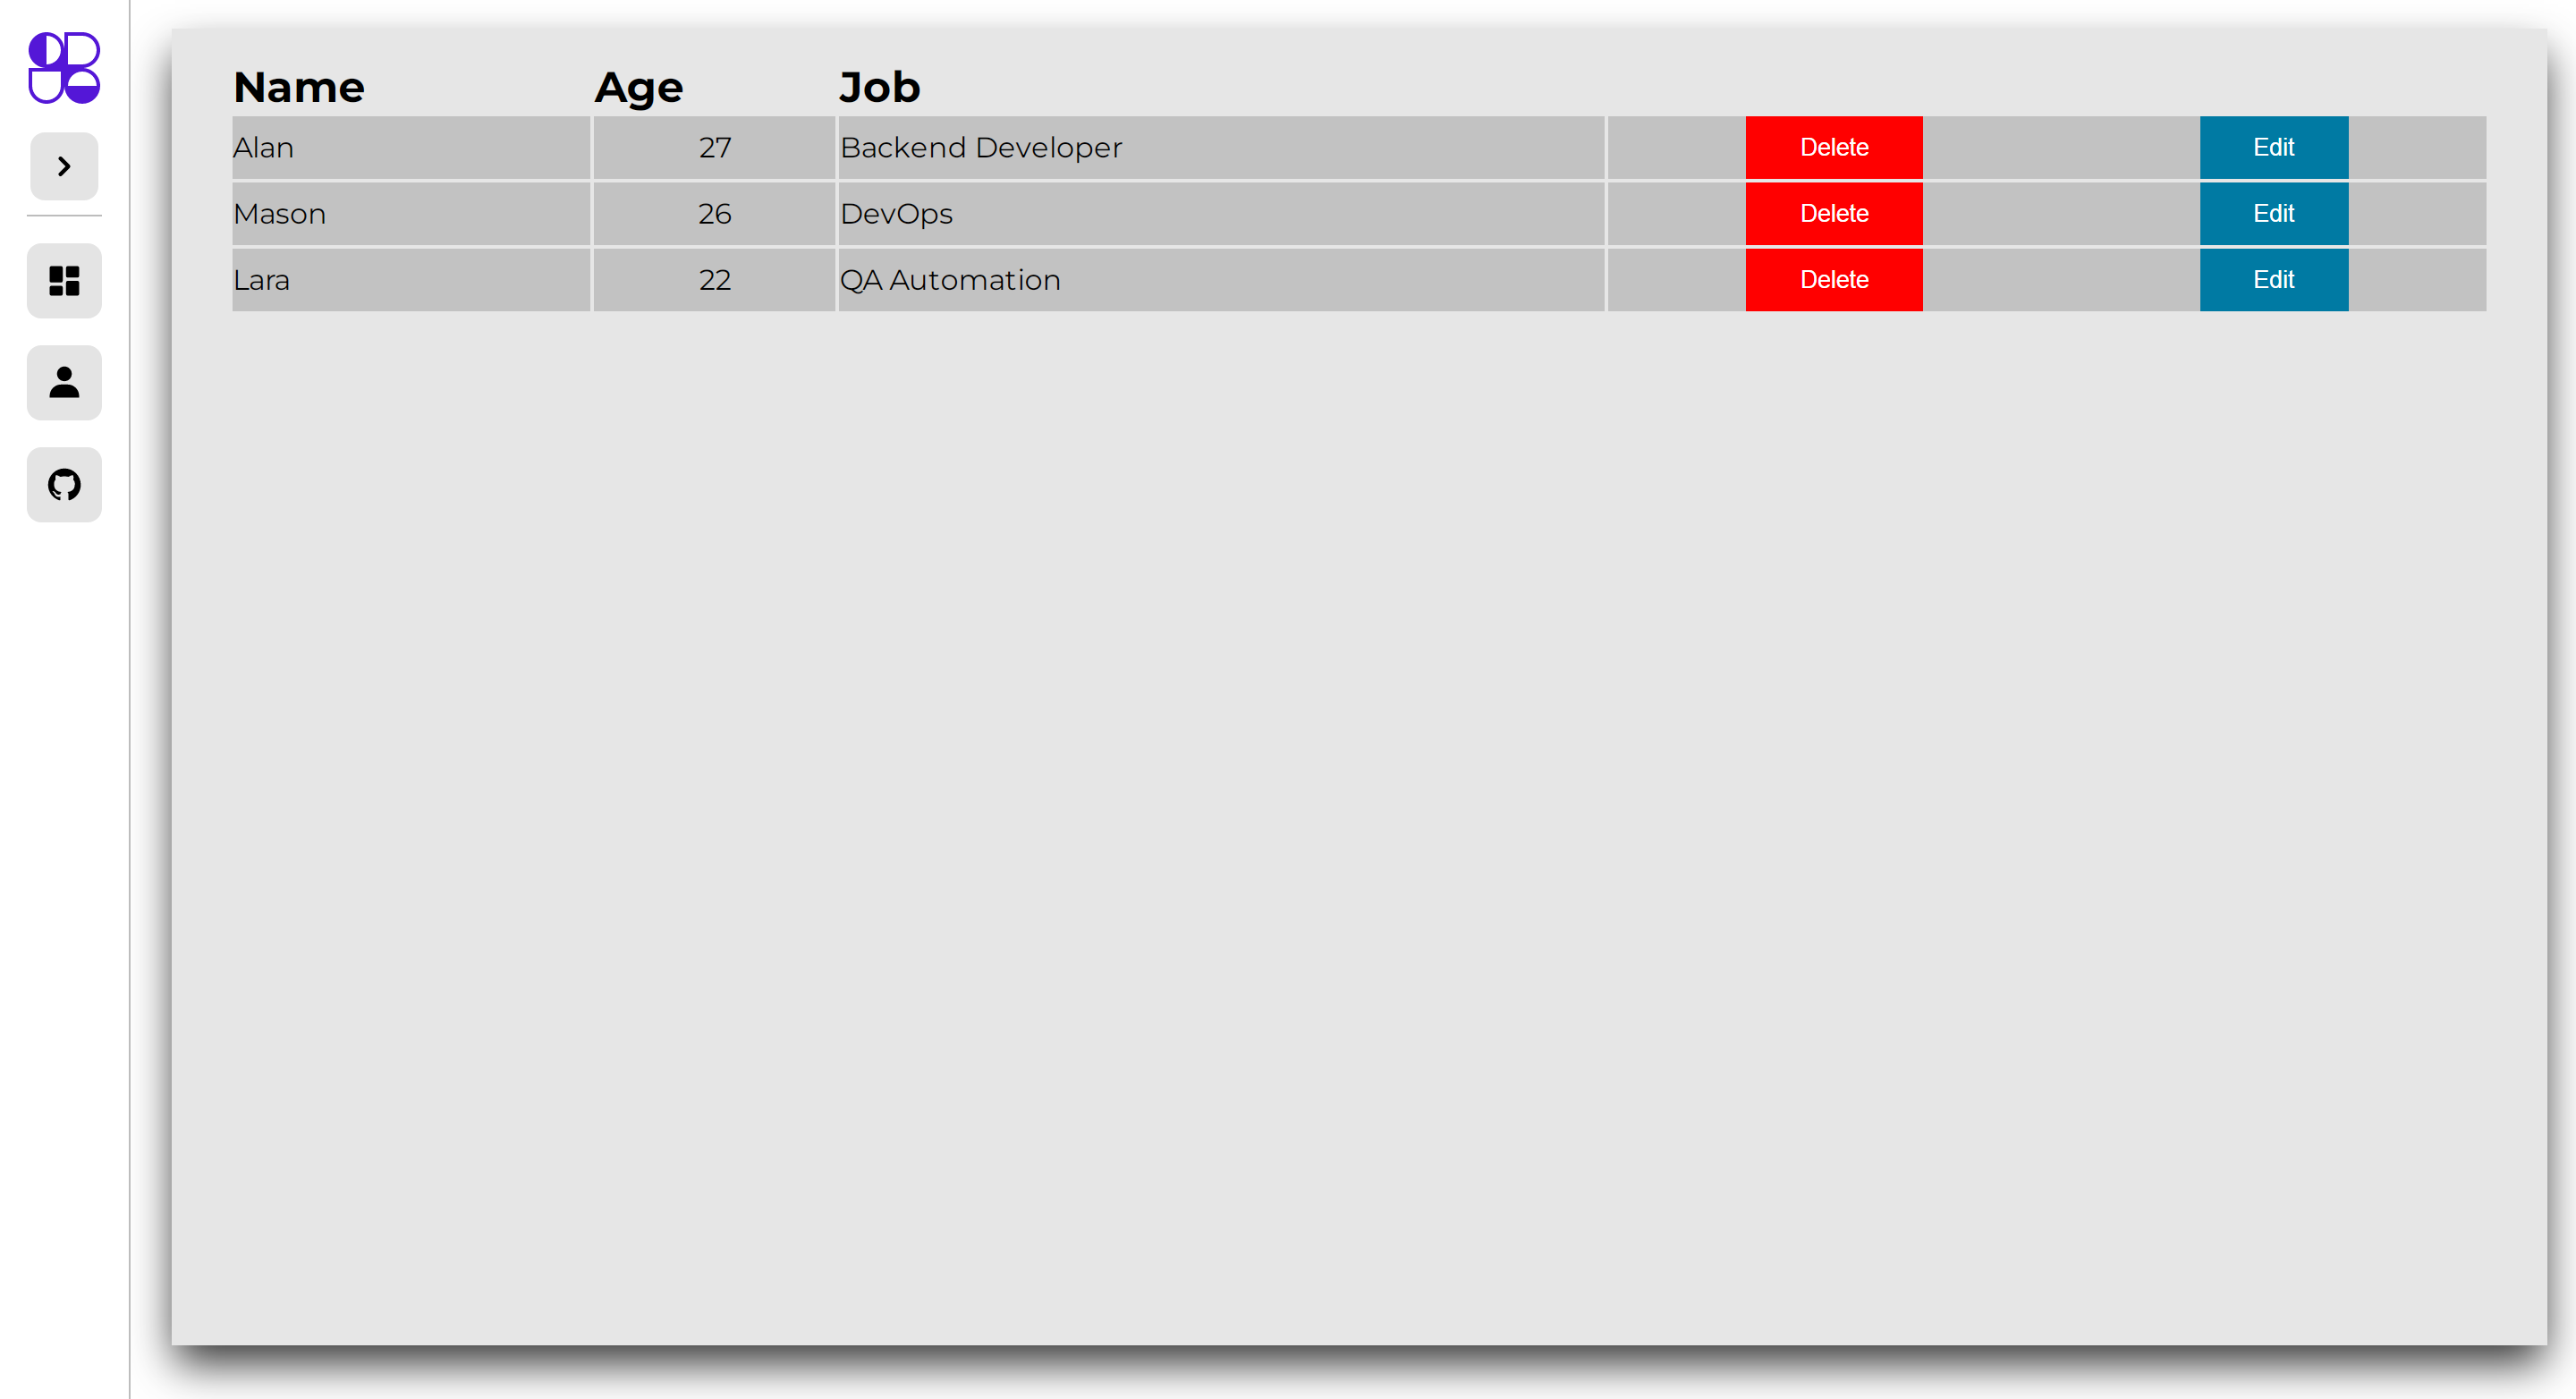 Name Age Job
Alan 27 Backend Developer Delete Edit
Mason 26 DevOps Delete Edit
Lara 22 QA Automation Delete Edit